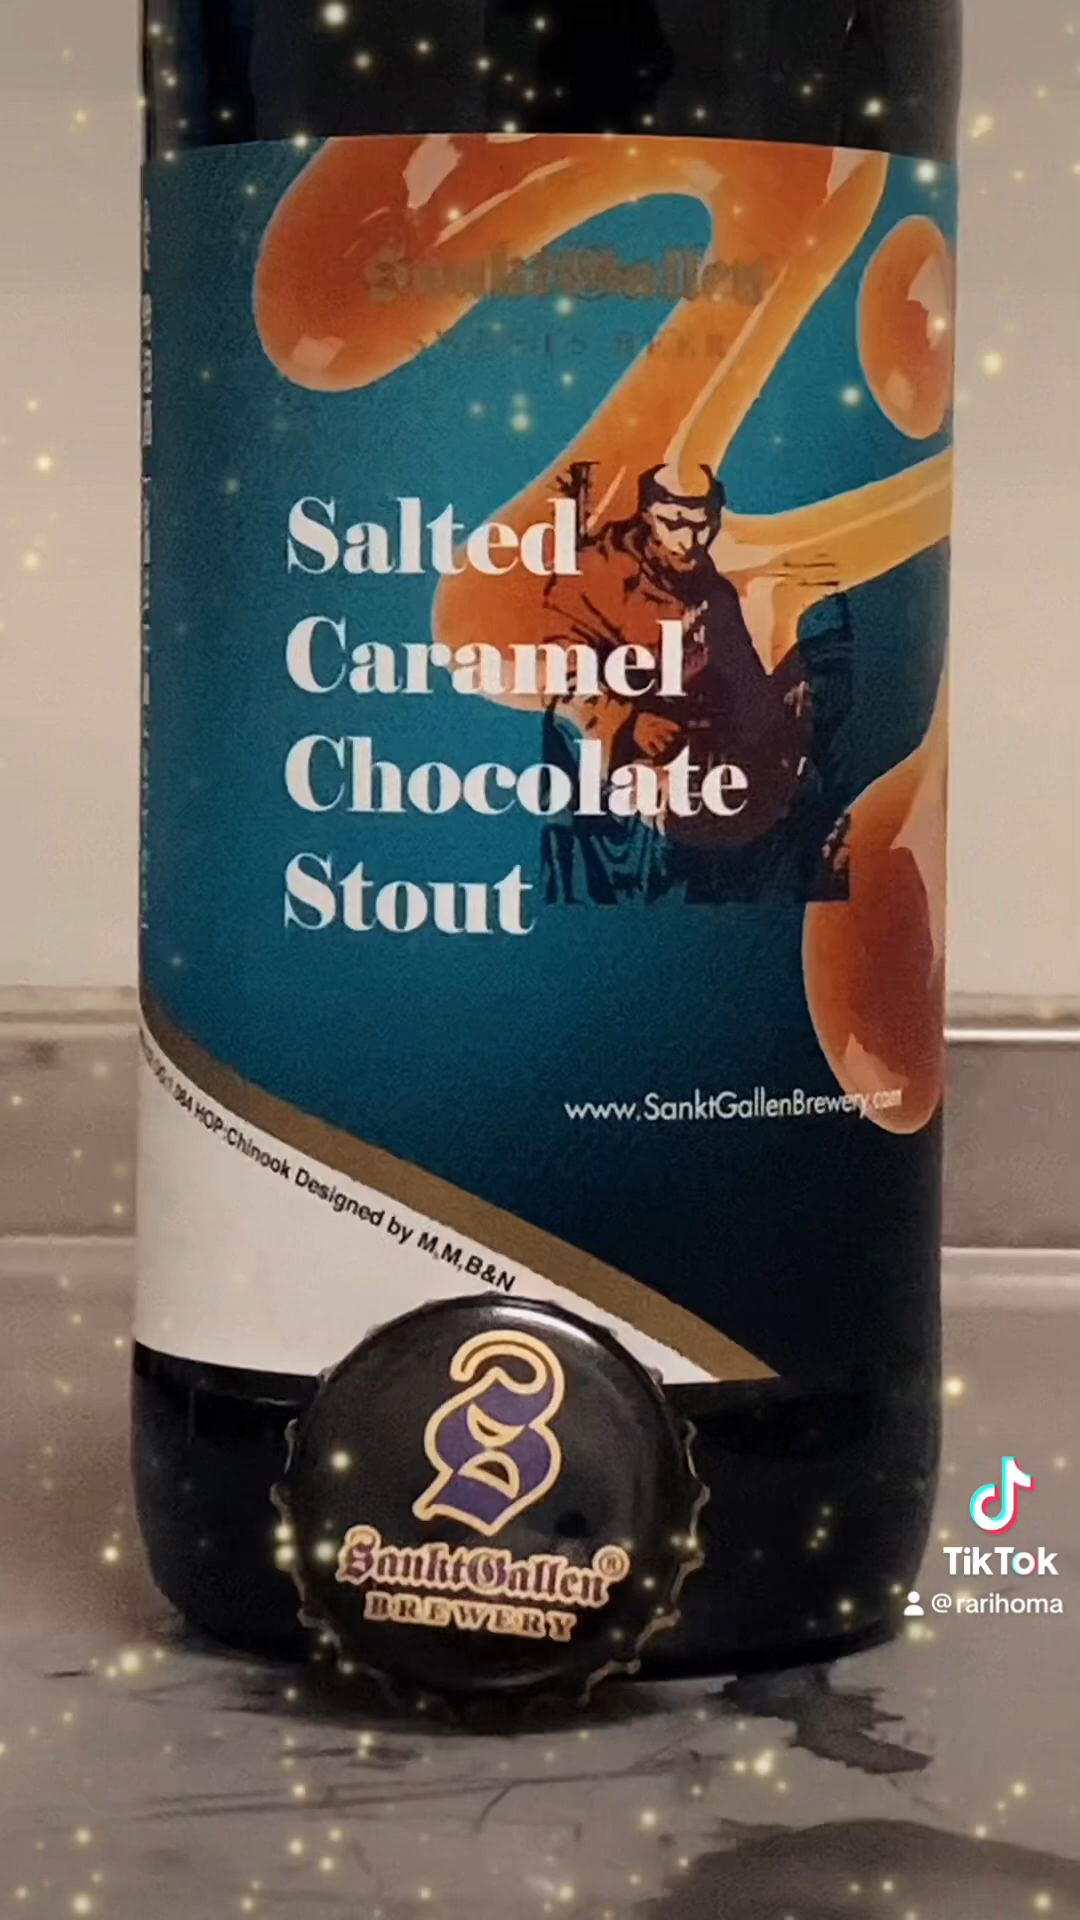 SanktGallen
Salted
Caramel
Chocolate
Stout
www.SanktGallenBrewery.com
HOP:Chinook Designed by M,M,B&N
SanktGallen®
BREWERY
TikTok
@rarihoma